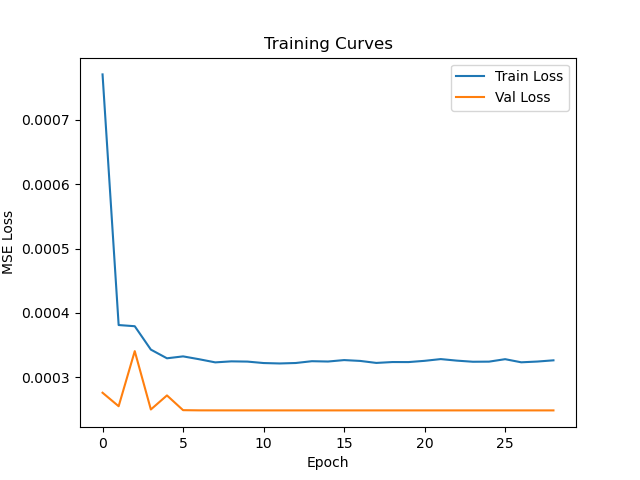 Training Curves
Train Loss
Val Loss
MSE Loss
0.0007
0.0006
0.0005
0.0004
0.0003
0 5 10 15 20 25
Epoch